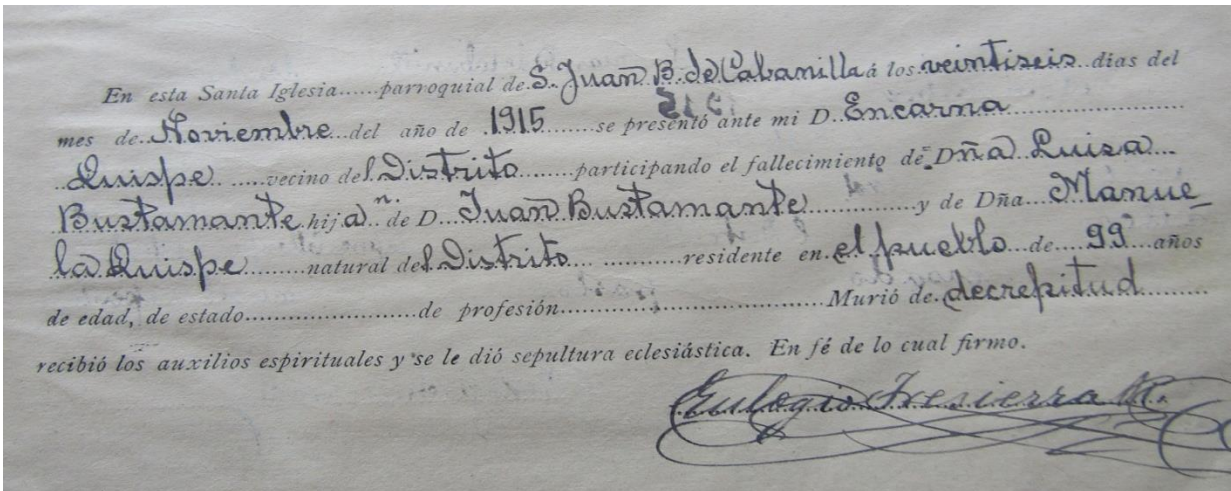 En esta Santa Iglesia......parroquial de S. Juan B. de Cabanilla á los veintiseis dias del
mes de Noviembre del año de 1915 se presentó ante mi D. Encarna
Quispe vecino del Distrito participando el fallecimiento de Dña Luisa
Bustamante hija n. de D. Juan Bustamante y de Dña Manue_
la Quispe natural del Distrito residente en el pueblo de 99 años
de edad, de estado de profesión Murió de decrepitud
recibió los auxilios espirituales y se le dió sepultura eclesiástica. En fé de lo cual firmo.
Eulogio